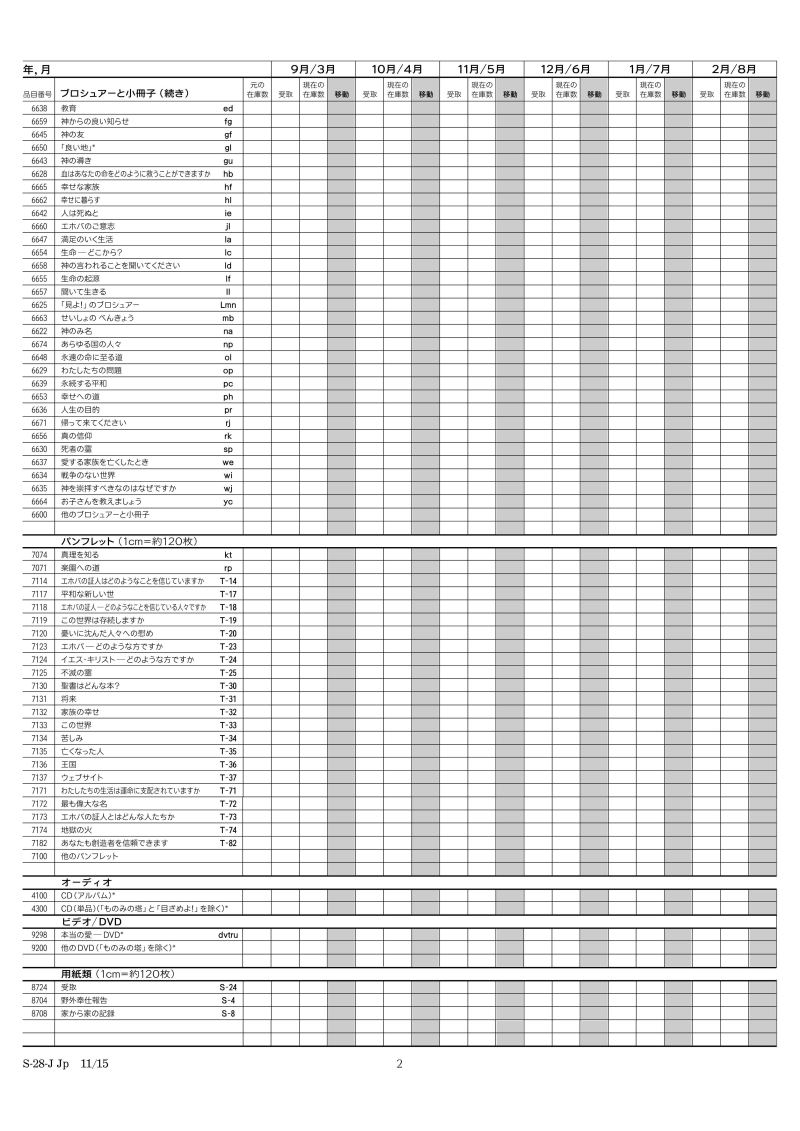 年, 月 9月/3月 10月/4月 11月/5月 12月/6月 1月/7月 2月/8月
品目番号 ブロシュアーと小冊子（続き） 元の在庫数 受取 現在の在庫数 移動 受取 現在の在庫数 移動 受取 現在の在庫数 移動 受取 現在の在庫数 移動 受取 現在の在庫数 移動 受取 現在の在庫数 移動
6638 教育 ed
6659 神からの良い知らせ fg
6645 神の友 gf
6650 「良い地」* gl
6643 神の導き gu
6628 血はあなたの命をどのように救うことができますか hb
6665 幸せな家族 hf
6662 幸せに暮らす hl
6642 人は死ぬと ie
6660 エホバのご意志 jl
6647 満足のいく生活 la
6654 生命 ― どこから? lc
6658 神の言われることを聞いてください ld
6655 生命の起源 lf
6657 聞いて生きる ll
6625 「見よ!」のブロシュアー Lmn
6663 せいしょの べんきょう mb
6622 神のみ名 na
6674 あらゆる国の人々 np
6648 永遠の命に至る道 ol
6629 わたしたちの問題 op
6639 永続する平和 pc
6653 幸せへの道 ph
6636 人生の目的 pr
6671 帰って来てください rj
6656 真の信仰 rk
6630 死者の霊 sp
6637 愛する家族を亡くしたとき we
6634 戦争のない世界 wi
6635 神を崇拝すべきなのはなぜですか wj
6664 お子さんを教えましょう yc
6600 他のブロシュアーと小冊子
パンフレット（1cm＝約120枚）
7074 真理を知る kt
7071 楽園への道 rp
7114 エホバの証人はどのようなことを信じていますか T-14
7117 平和な新しい世 T-17
7118 エホバの証人 ― どのようなことを信じている人々ですか T-18
7119 この世界は存続しますか T-19
7120 憂いに沈んだ人々への慰め T-20
7123 エホバ ― どのような方ですか T-23
7124 イエス・キリスト ― どのような方ですか T-24
7125 不滅の霊 T-25
7130 聖書はどんな本? T-30
7131 将来 T-31
7132 家族の幸せ T-32
7133 この世界 T-33
7134 苦しみ T-34
7135 亡くなった人 T-35
7136 王国 T-36
7137 ウェブサイト T-37
7171 わたしたちの生活は運命に支配されていますか T-71
7172 最も偉大な名 T-72
7173 エホバの証人とはどんな人たちか T-73
7174 地獄の火 T-74
7182 あなたも創造者を信頼できます T-82
7100 他のパンフレット
オーディオ
4100 CD（アルバム）*
4300 CD（単品）（「ものみの塔」と「目ざめよ!」を除く）*
ビデオ/DVD
9298 本当の愛 ― DVD* dvtru
9200 他のDVD（「ものみの塔」を除く）*
用紙類（1cm＝約120枚）
8724 受取 S-24
8704 野外奉仕報告 S-4
8708 家から家の記録 S-8
S-28-J Jp 11/15 2